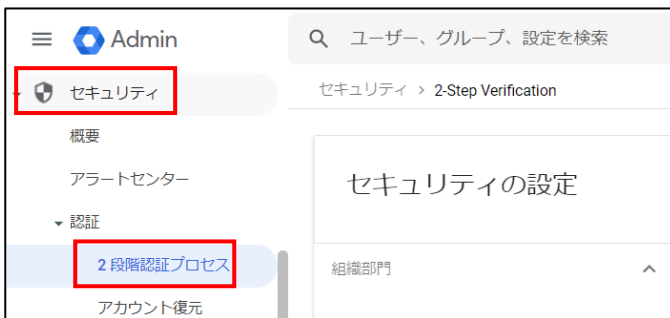 Admin
ユーザー、グループ、設定を検索
セキュリティ
セキュリティ > 2-Step Verification
概要
アラートセンター
セキュリティの設定
認証
2 段階認証プロセス
組織部門
アカウント復元